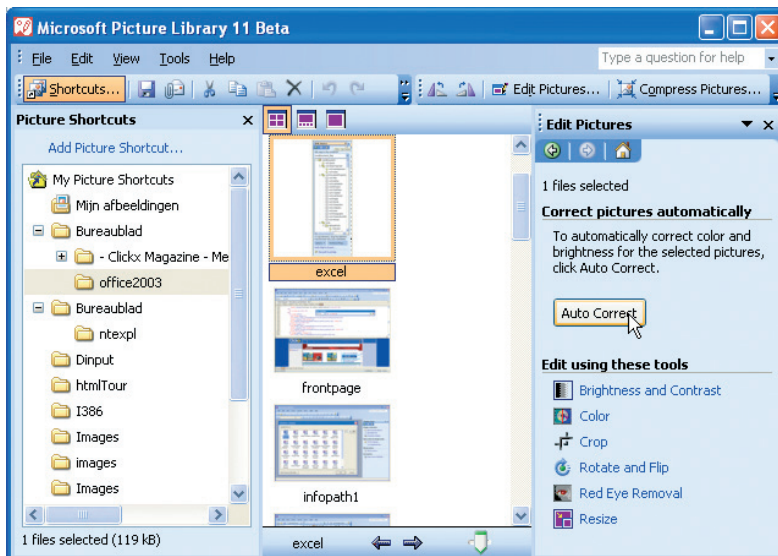 Microsoft Picture Library 11 Beta
File Edit View Tools Help
Type a question for help
Shortcuts...
Edit Pictures...
Compress Pictures...
Picture Shortcuts
Add Picture Shortcut...
My Picture Shortcuts
Mijn afbeeldingen
Bureaublad
- Clickx Magazine - Me
office2003
Bureaublad
ntexpl
Dinput
htmlTour
I386
Images
images
Images
1 files selected (119 kB)
excel
frontpage
infopath1
excel
Edit Pictures
1 files selected
Correct pictures automatically
To automatically correct color and
brightness for the selected pictures,
click Auto Correct.
Auto Correct
Edit using these tools
Brightness and Contrast
Color
Crop
Rotate and Flip
Red Eye Removal
Resize